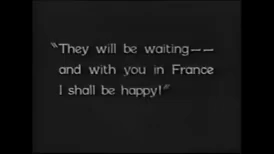 "They will be waiting--
and with you in France
I shall be happy!"